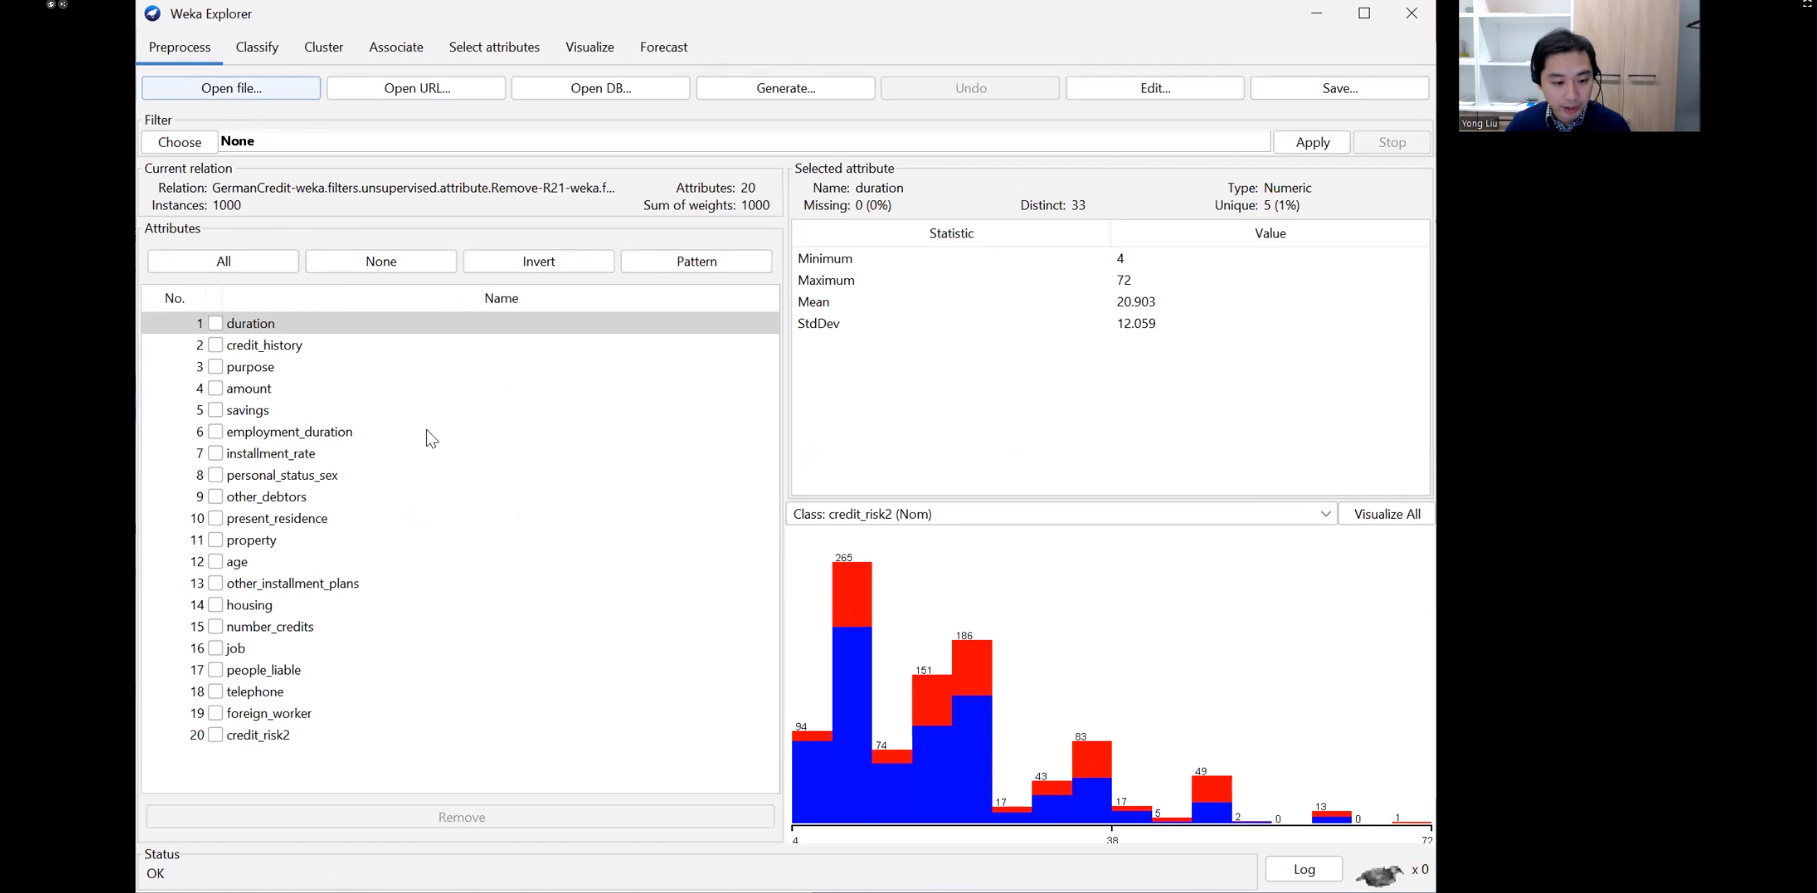 Weka Explorer
Preprocess Classify Cluster Associate Select attributes Visualize Forecast
Open file... Open URL... Open DB... Generate... Undo Edit... Save...
Filter
Choose None Apply Stop
Current relation
Relation: GermanCredit-weka.filters.unsupervised.attribute.Remove-R21-weka.f... Attributes: 20
Instances: 1000 Sum of weights: 1000
Attributes
All None Invert Pattern
No. Name
1 duration
2 credit_history
3 purpose
4 amount
5 savings
6 employment_duration
7 installment_rate
8 personal_status_sex
9 other_debtors
10 present_residence
11 property
12 age
13 other_installment_plans
14 housing
15 number_credits
16 job
17 people_liable
18 telephone
19 foreign_worker
20 credit_risk2
Remove
Selected attribute
Name: duration Type: Numeric
Missing: 0 (0%) Distinct: 33 Unique: 5 (1%)
Statistic Value
Minimum 4
Maximum 72
Mean 20.903
StdDev 12.059
Class: credit_risk2 (Nom) Visualize All
94 265 74 151 186 17 43 83 17 5 49 2 0 13 0 1
4 38 72
Status
OK
Log x 0
Yong Liu